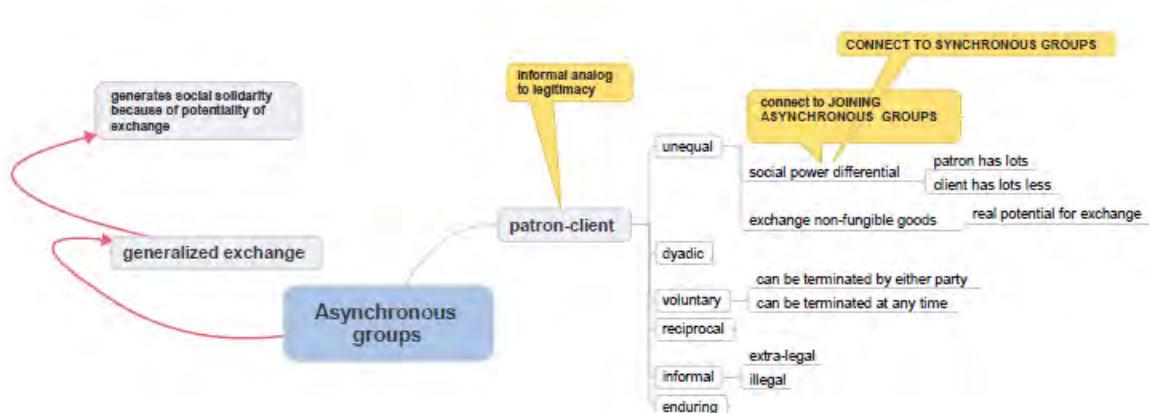 CONNECT TO SYNCHRONOUS GROUPS
informal analog
to legitimacy
generates social solidarity
because of potentiality of
exchange
connect to JOINING
ASYNCHRONOUS GROUPS
unequal
social power differential
patron has lots
client has lots less
exchange non-fungible goods
real potential for exchange
patron-client
generalized exchange
dyadic
Asynchronous
groups
voluntary
can be terminated by either party
can be terminated at any time
reciprocal
informal
extra-legal
illegal
enduring